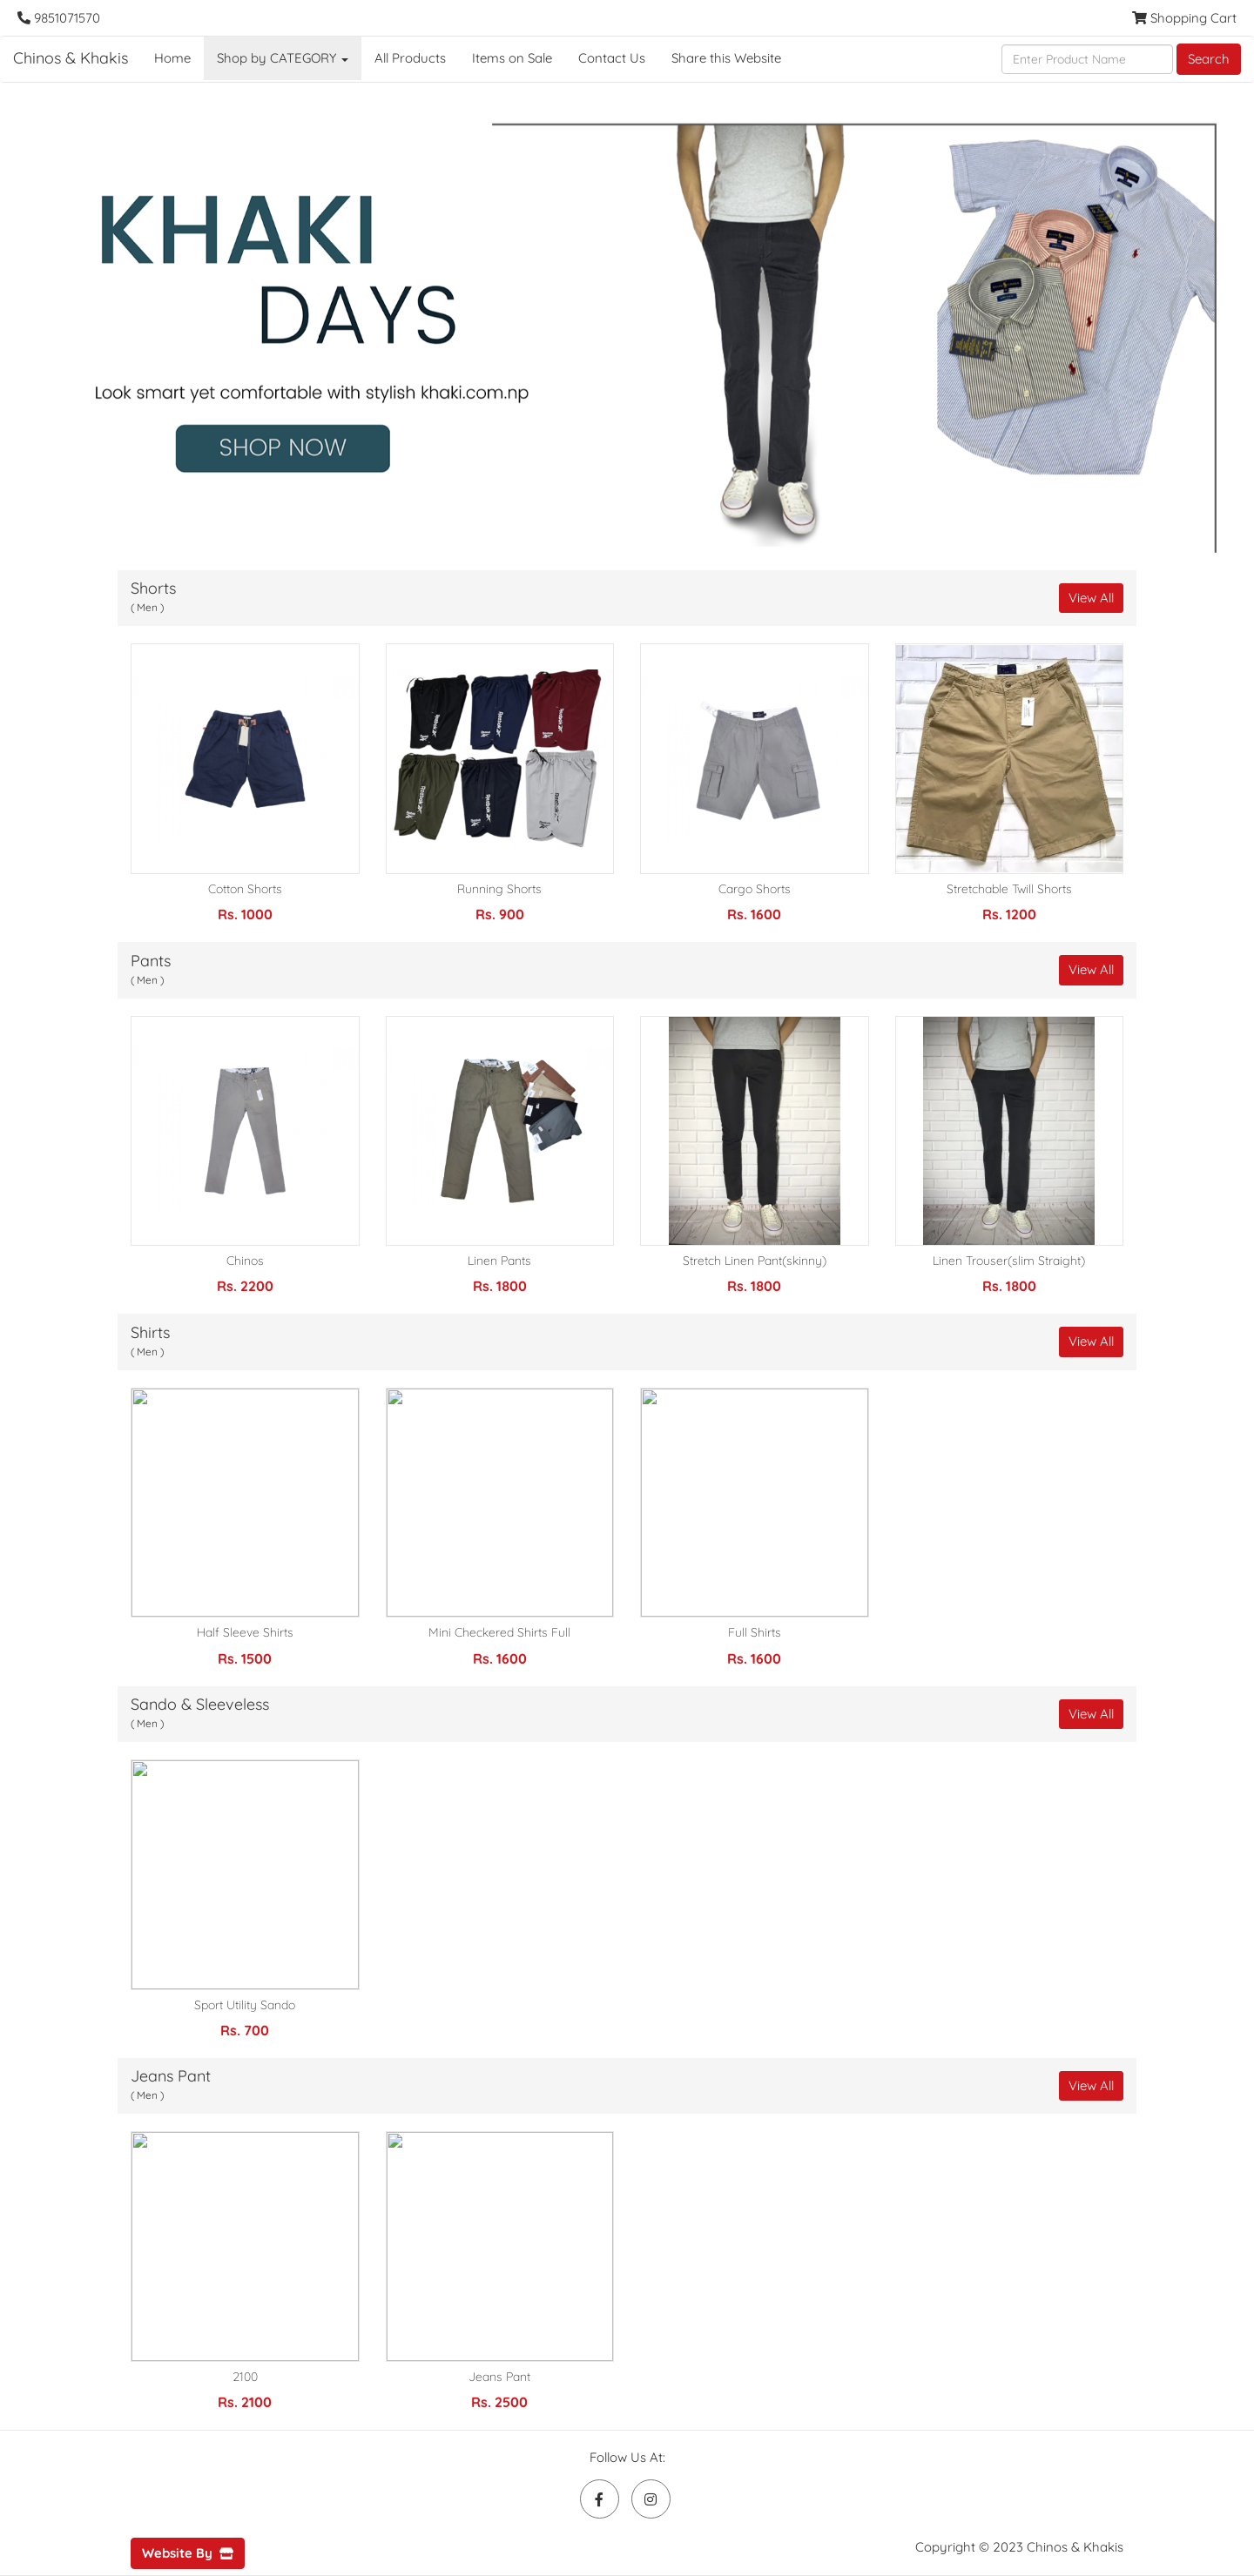 9851071570
Shopping Cart
Chinos & Khakis
Home
Shop by CATEGORY
All Products
Items on Sale
Contact Us
Share this Website
Enter Product Name
Search
KHAKI
DAYS
Look smart yet comfortable with stylish khaki.com.np
SHOP NOW
Shorts
( Men )
View All
Reebok
Reebok
Reebok
Reebok
Reebok
Reebok
Cotton Shorts
Running Shorts
Cargo Shorts
Stretchable Twill Shorts
Rs. 1000
Rs. 900
Rs. 1600
Rs. 1200
Pants
( Men )
View All
Chinos
Linen Pants
Stretch Linen Pant(skinny)
Linen Trouser(slim Straight)
Rs. 2200
Rs. 1800
Rs. 1800
Rs. 1800
Shirts
( Men )
View All
Half Sleeve Shirts
Mini Checkered Shirts Full
Full Shirts
Rs. 1500
Rs. 1600
Rs. 1600
Sando & Sleeveless
( Men )
View All
Sport Utility Sando
Rs. 700
Jeans Pant
( Men )
View All
2100
Jeans Pant
Rs. 2100
Rs. 2500
Follow Us At:
Website By
Copyright © 2023 Chinos & Khakis